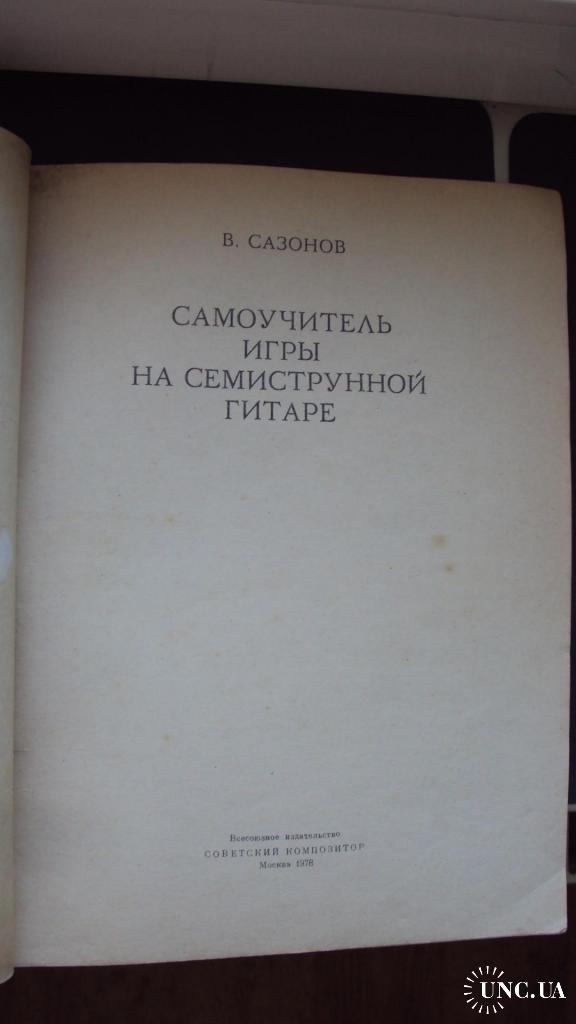 В. САЗОНОВ
САМОУЧИТЕЛЬ
ИГРЫ
НА СЕМИСТРУННОЙ
ГИТАРЕ
Всесоюзное издательство
СОВЕТСКИЙ КОМПОЗИТОР
Москва 1978
UNC.UA